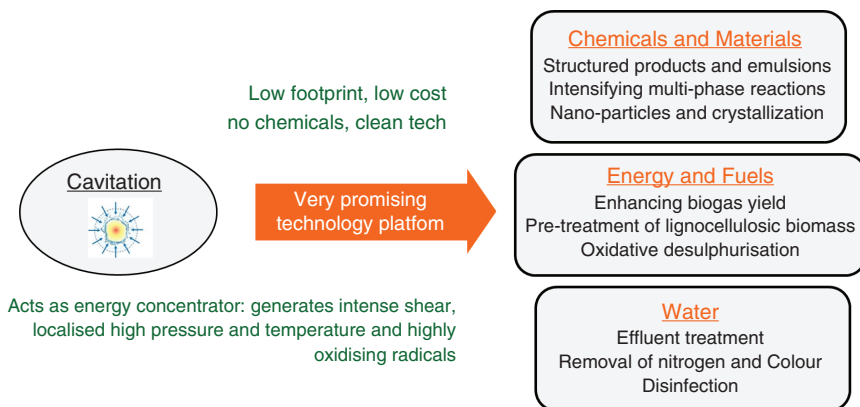 Low footprint, low cost
no chemicals, clean tech
Cavitation
Very promising
technology platfom
Acts as energy concentrator: generates intense shear,
localised high pressure and temperature and highly
oxidising radicals
Chemicals and Materials
Structured products and emulsions
Intensifying multi-phase reactions
Nano-particles and crystallization
Energy and Fuels
Enhancing biogas yield
Pre-treatment of lignocellulosic biomass
Oxidative desulphurisation
Water
Effluent treatment
Removal of nitrogen and Colour
Disinfection